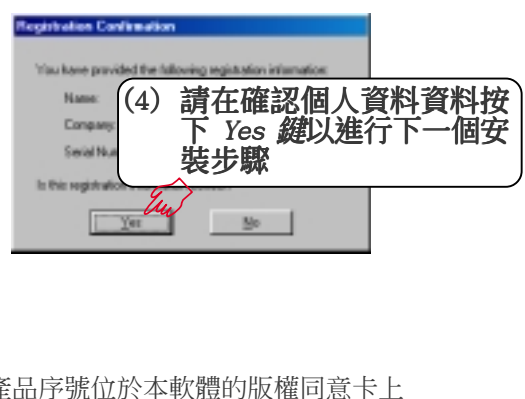 Registration Confirmation
You have provided the following registration information:
Name:
Company:
Serial Nu
(4) 請在確認個人資料資料按
下 Yes 鍵以進行下一個安
裝步驟
Is this registration
Yes
No
產品序號位於本軟體的版權同意卡上